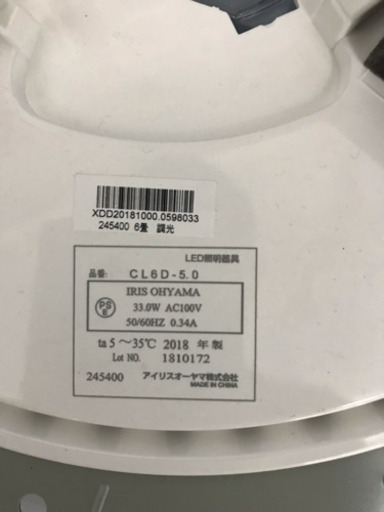 XDD20181000.0598033
245400 6畳 調光
LED照明器具
品番: CL6D-5.0
PS E
IRIS OHYAMA
33.0W AC100V
50/60HZ 0.34A
ta 5 ～35℃ 2018 年 製
Lot NO. 1810172
245400 アイリスオーヤマ株式会社
MADE IN CHINA